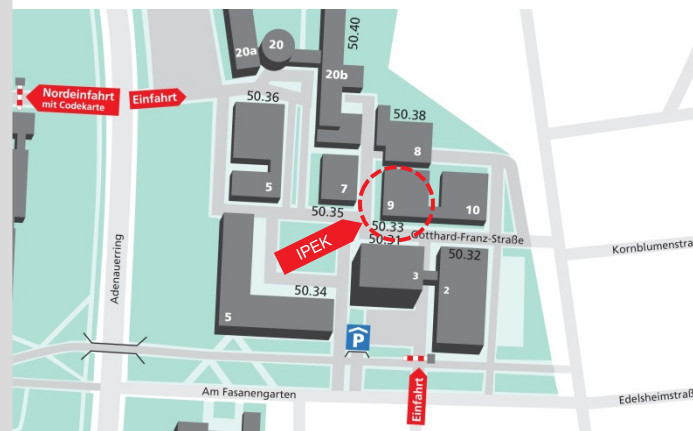 20a
20
50.40
20b
Nordeinfahrt
mit Codekarte
Einfahrt
50.36
50.38
8
5
7
9
10
50.35
50.33
50.31
Gotthard-Franz-Straße
IPEK
50.32
3
2
50.34
5
Kornblumenstra
Adenauerring
P
Am Fasanengarten
Einfahrt
Edelsheimstraß